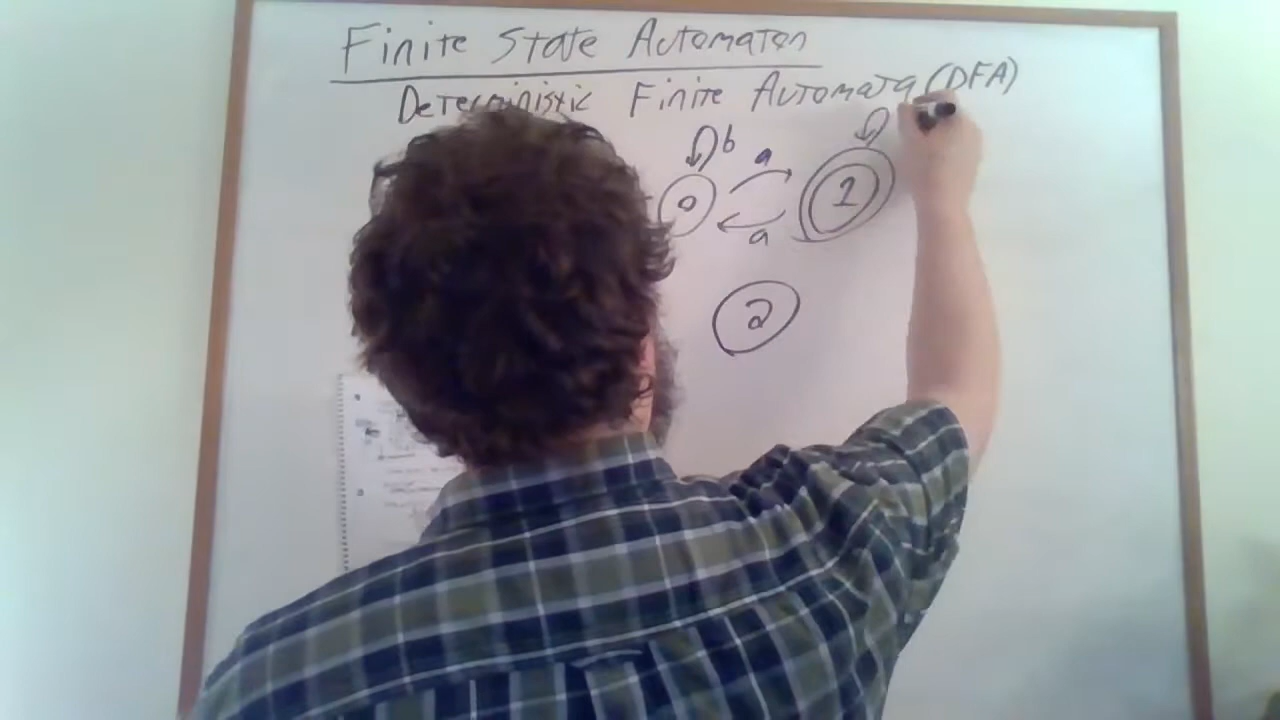 Finite State Automaton
Deterministic Finite Automata (DFA)
b a
0 1
a
2